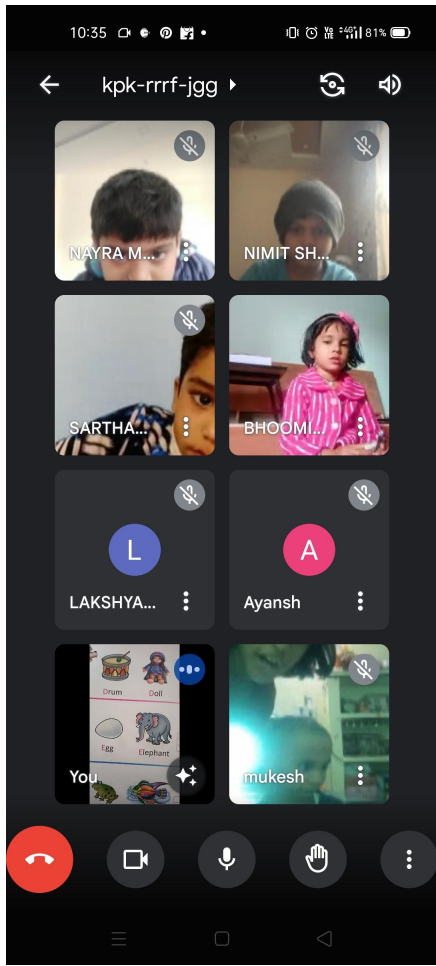 10:35 81%
kpk-rrrf-jgg
NAYRA M...
NIMIT SH...
SARTHA...
BHOOMI...
L
LAKSHYA...
A
Ayansh
Drum Doll
Egg Elephant
You
mukesh